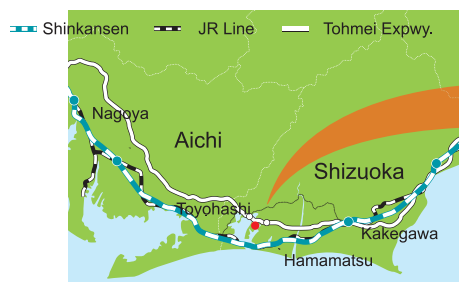 Shinkansen JR Line Tohmei Expwy.
Nagoya
Aichi
Shizuoka
Toyohashi
Kakegawa
Hamamatsu